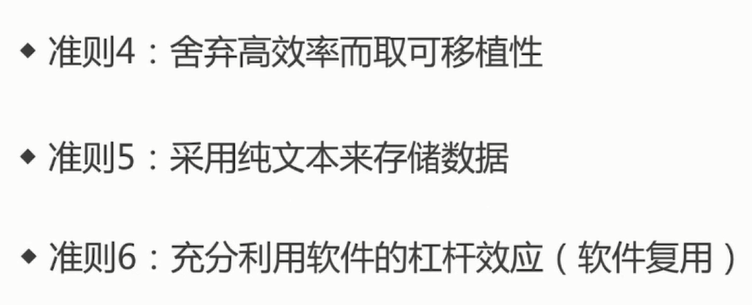 ◆ 准则4：舍弃高效率而取可移植性
◆ 准则5：采用纯文本来存储数据
◆ 准则6：充分利用软件的杠杆效应（软件复用）